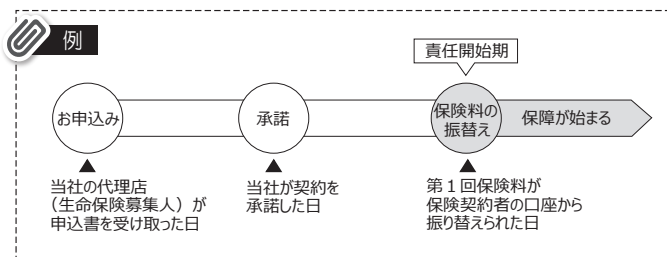 例
責任開始期
お申込み
承諾
保険料の
振替え
保障が始まる
当社の代理店
（生命保険募集人）が
申込書を受け取った日
当社が契約を
承諾した日
第１回保険料が
保険契約者の口座から
振り替えられた日